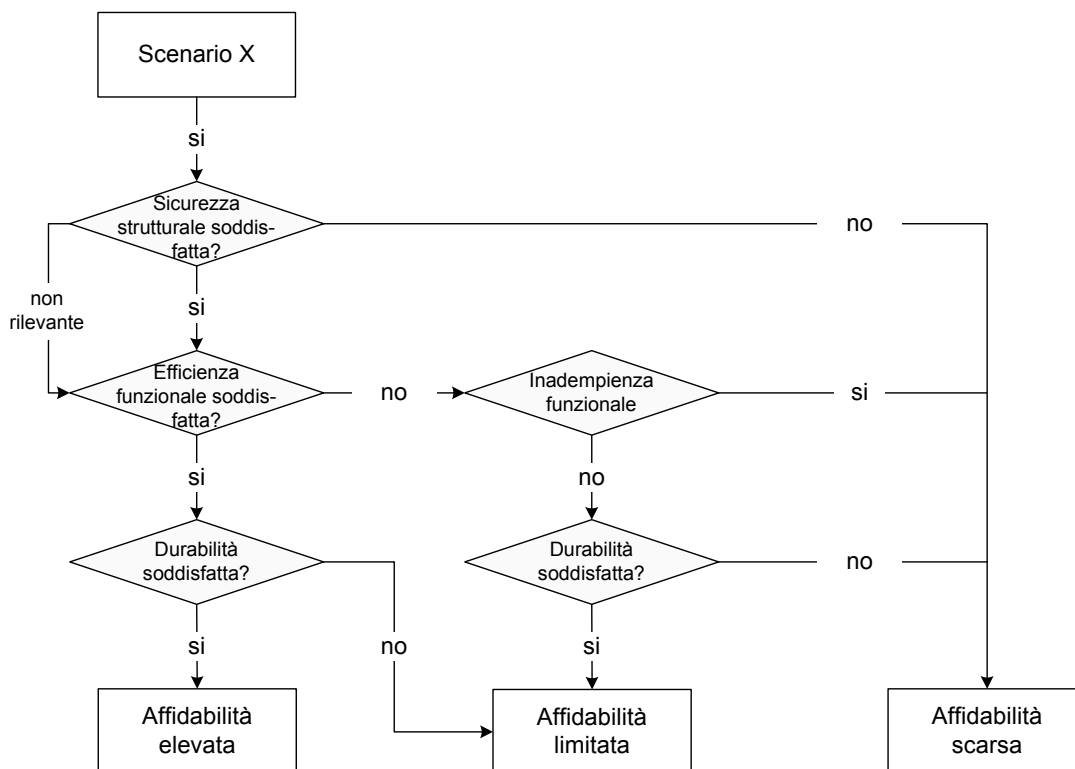 Scenario X
si
Sicurezza
strutturale soddis-
fatta?
no
non
rilevante
si
Efficienza
funzionale soddis-
fatta?
no
Inadempienza
funzionale
si
si
no
Durabilità
soddisfatta?
Durabilità
soddisfatta?
no
si
no
si
Affidabilità
elevata
Affidabilità
limitata
Affidabilità
scarsa